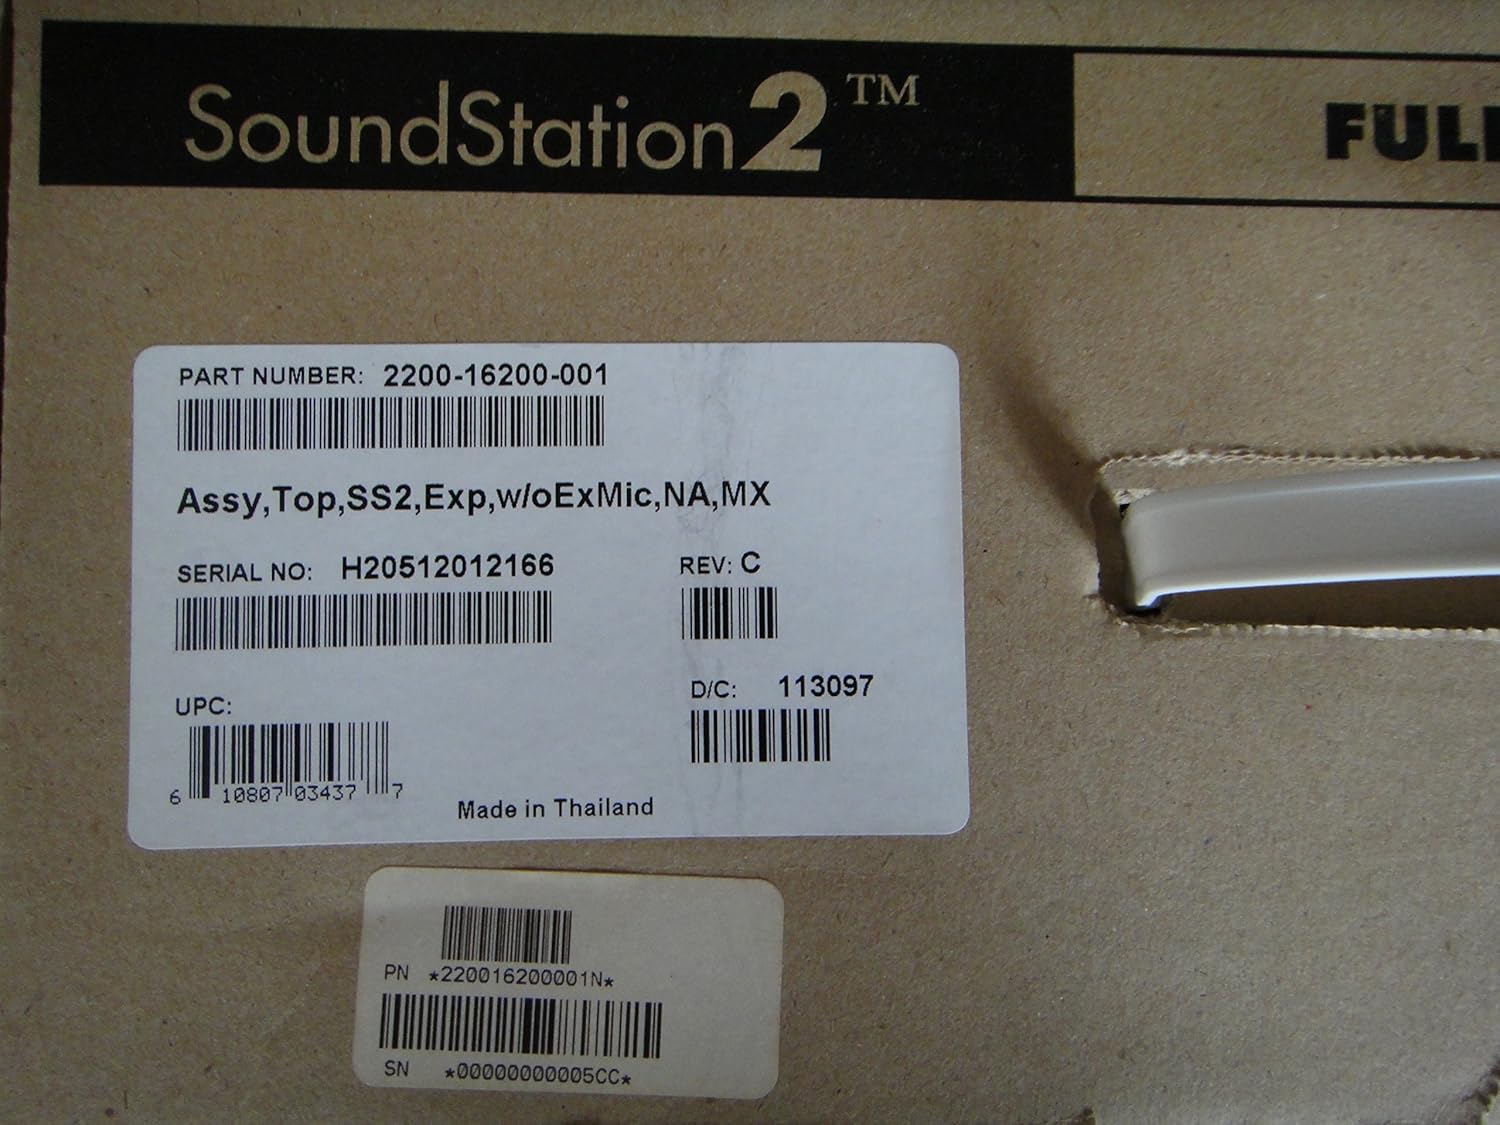 SoundStation2™
PART NUMBER: 2200-16200-001
Assy,Top,SS2,Exp,w/oExMic,NA,MX
SERIAL NO: H20512012166
REV: C
D/C: 113097
UPC:
6 10807 03437 7
Made in Thailand
PN *220016200001N*
SN *00000000005CC*